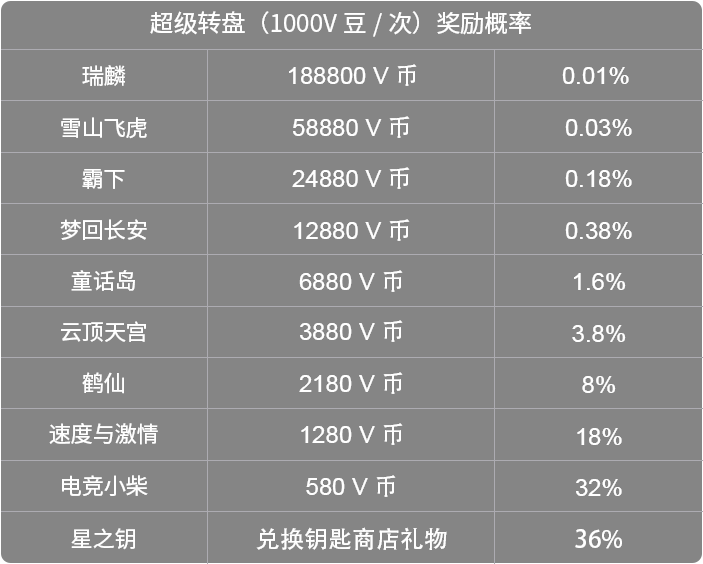 超级转盘（1000V 豆 / 次）奖励概率
瑞麟 188800 V 币 0.01%
雪山飞虎 58880 V 币 0.03%
霸下 24880 V 币 0.18%
梦回长安 12880 V 币 0.38%
童话岛 6880 V 币 1.6%
云顶天宫 3880 V 币 3.8%
鹤仙 2180 V 币 8%
速度与激情 1280 V 币 18%
电竞小柴 580 V 币 32%
星之钥 兑换钥匙商店礼物 36%